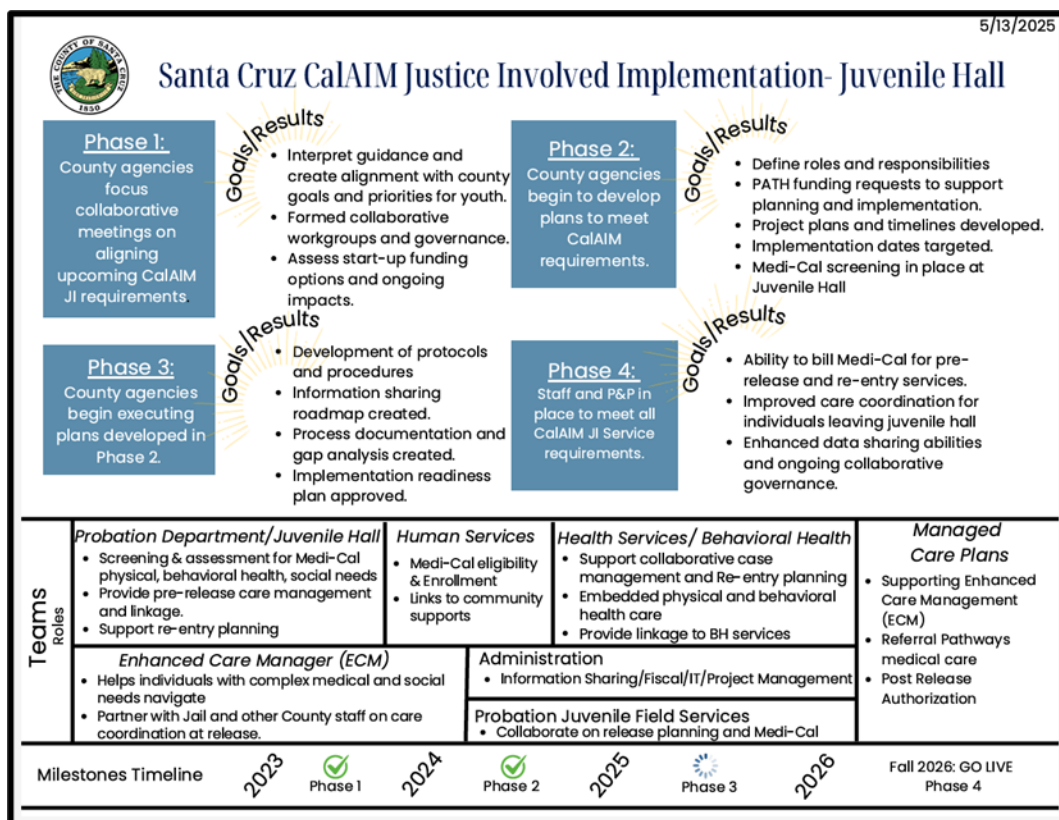 5/13/2025
THE COUNTY OF SANTA CRUZ
1850
Santa Cruz CalAIM Justice Involved Implementation- Juvenile Hall
Phase 1:
County agencies
focus
collaborative
meetings on
aligning
upcoming CalAIM
JI requirements.
Goals/Results
• Interpret guidance and
create alignment with county
goals and priorities for youth.
• Formed collaborative
workgroups and governance.
• Assess start-up funding
options and ongoing
impacts.
Phase 2:
County agencies
begin to develop
plans to meet
CalAIM
requirements.
Goals/Results
• Define roles and responsibilities
• PATH funding requests to support
planning and implementation.
• Project plans and timelines developed.
• Implementation dates targeted.
• Medi-Cal screening in place at
Juvenile Hall
Phase 3:
County agencies
begin executing
plans developed in
Phase 2.
Goals/Results
• Development of protocols
and procedures
• Information sharing
roadmap created.
• Process documentation and
gap analysis created.
• Implementation readiness
plan approved.
Phase 4:
Staff and P&P in
place to meet all
CalAIM JI Service
requirements.
Goals/Results
• Ability to bill Medi-Cal for pre-
release and re-entry services.
• Improved care coordination for
individuals leaving juvenile hall
• Enhanced data sharing abilities
and ongoing collaborative
governance.
Teams
Roles
Probation Department/Juvenile Hall
• Screening & assessment for Medi-Cal
physical, behavioral health, social needs
• Provide pre-release care management
and linkage.
• Support re-entry planning
Human Services
• Medi-Cal eligibility
& Enrollment
• Links to community
supports
Health Services/ Behavioral Health
• Support collaborative case
management and Re-entry planning
• Embedded physical and behavioral
health care
• Provide linkage to BH services
Managed
Care Plans
• Supporting Enhanced
Care Management
(ECM)
• Referral Pathways
medical care
• Post Release
Authorization
Enhanced Care Manager (ECM)
• Helps individuals with complex medical and social
needs navigate
• Partner with Jail and other County staff on care
coordination at release.
Administration
• Information Sharing/Fiscal/IT/Project Management
Probation Juvenile Field Services
• Collaborate on release planning and Medi-Cal
Milestones Timeline
2023
Phase 1
2024
Phase 2
2025
Phase 3
2026
Fall 2026: GO LIVE
Phase 4